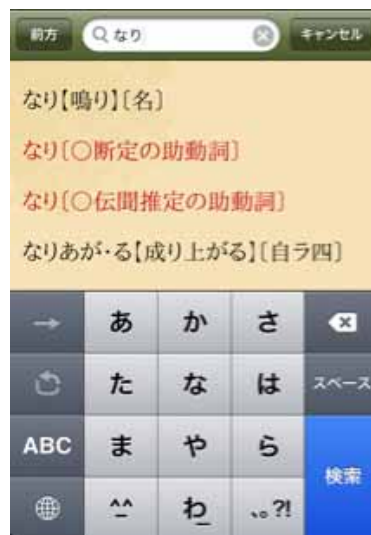 前方 なり キャンセル
なり【鳴り】〔名〕
なり〔○断定の助動詞〕
なり〔○伝聞推定の助動詞〕
なりあが・る【成り上がる】〔自ラ四〕
→ あ か さ
た な は スペース
ABC ま や ら 検索
^^ わ 、。?!